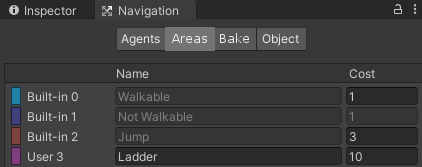 Inspector Navigation
Agents Areas Bake Object
Name Cost
Built-in 0 Walkable 1
Built-in 1 Not Walkable 1
Built-in 2 Jump 3
User 3 Ladder 10